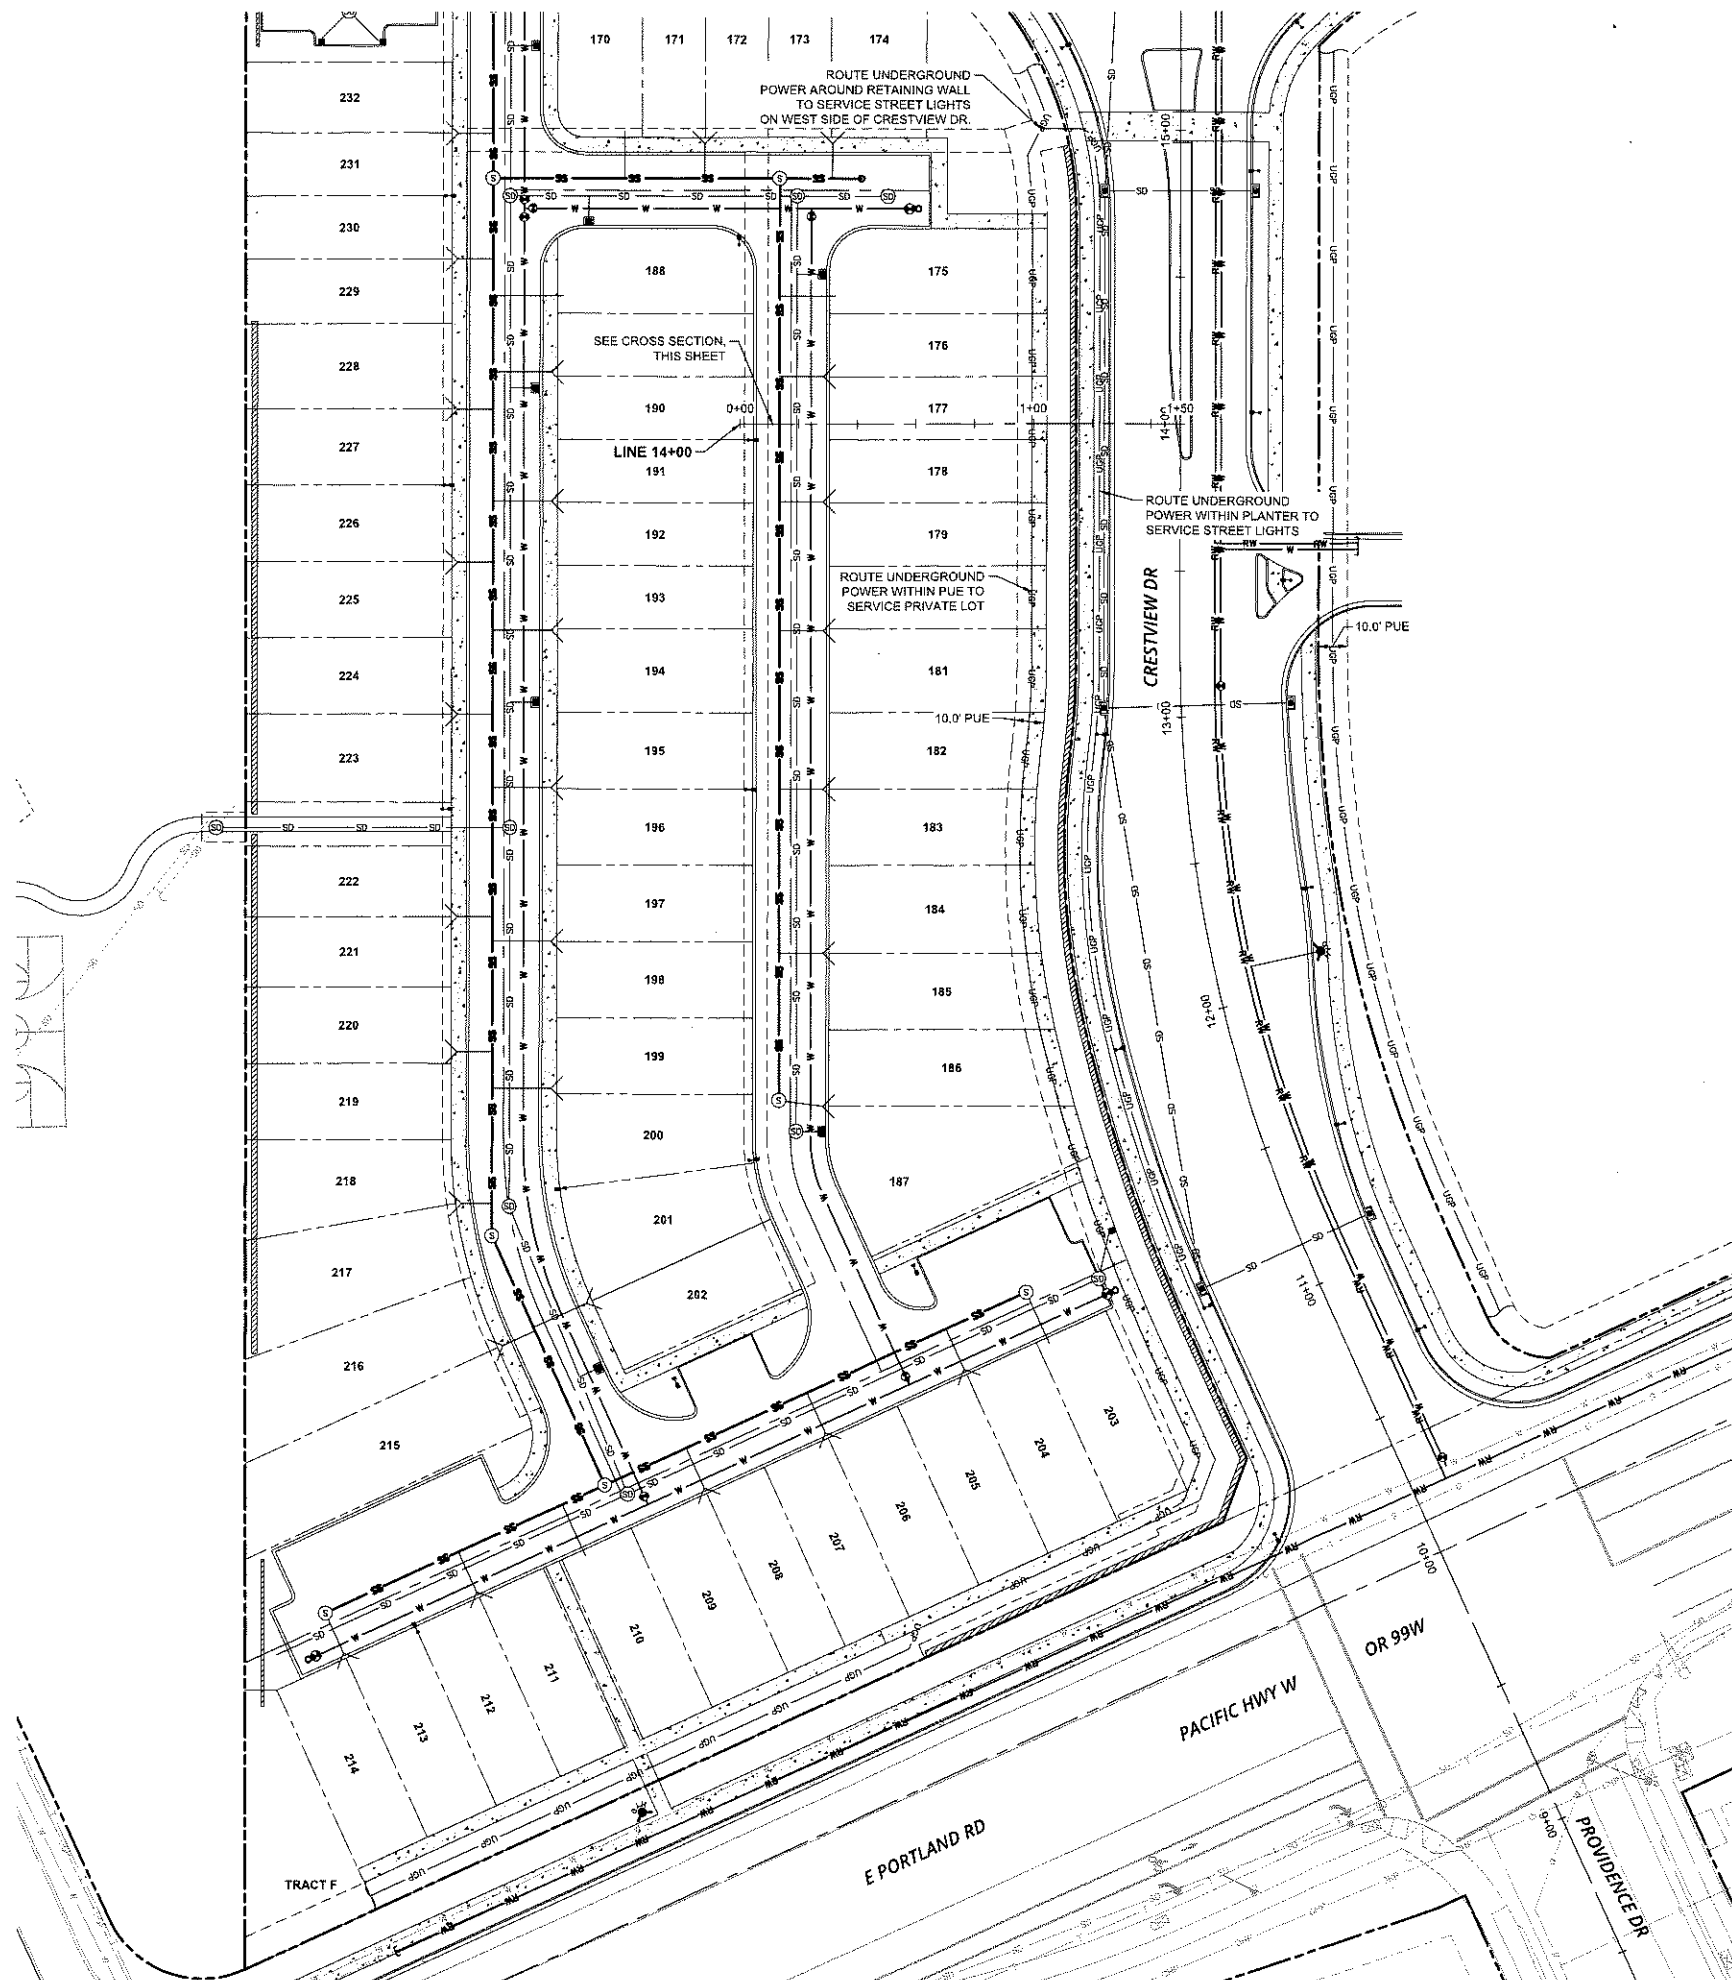 170
171
172
173
174
ROUTE UNDERGROUND
POWER AROUND RETAINING WALL
TO SERVICE STREET LIGHTS
ON WEST SIDE OF CRESTVIEW DR.
232
231
230
229
228
227
226
225
224
223
222
221
220
219
218
217
216
215
188
SEE CROSS SECTION,
THIS SHEET
190
0+00
LINE 14+00
191
192
193
194
195
196
197
198
199
200
201
202
175
176
177
1+00
1+50
178
179
ROUTE UNDERGROUND
POWER WITHIN PUE TO
SERVICE PRIVATE LOT
181
10.0' PUE
182
183
184
185
186
187
15+00
14+00
ROUTE UNDERGROUND
POWER WITHIN PLANTER TO
SERVICE STREET LIGHTS
CRESTVIEW DR
10.0' PUE
13+00
12+00
11+00
10+00
9+00
203
204
205
206
207
208
209
210
211
212
213
214
TRACT F
E PORTLAND RD
PACIFIC HWY W
OR 99W
PROVIDENCE DR
SS
SD
W
RW
UGP
S